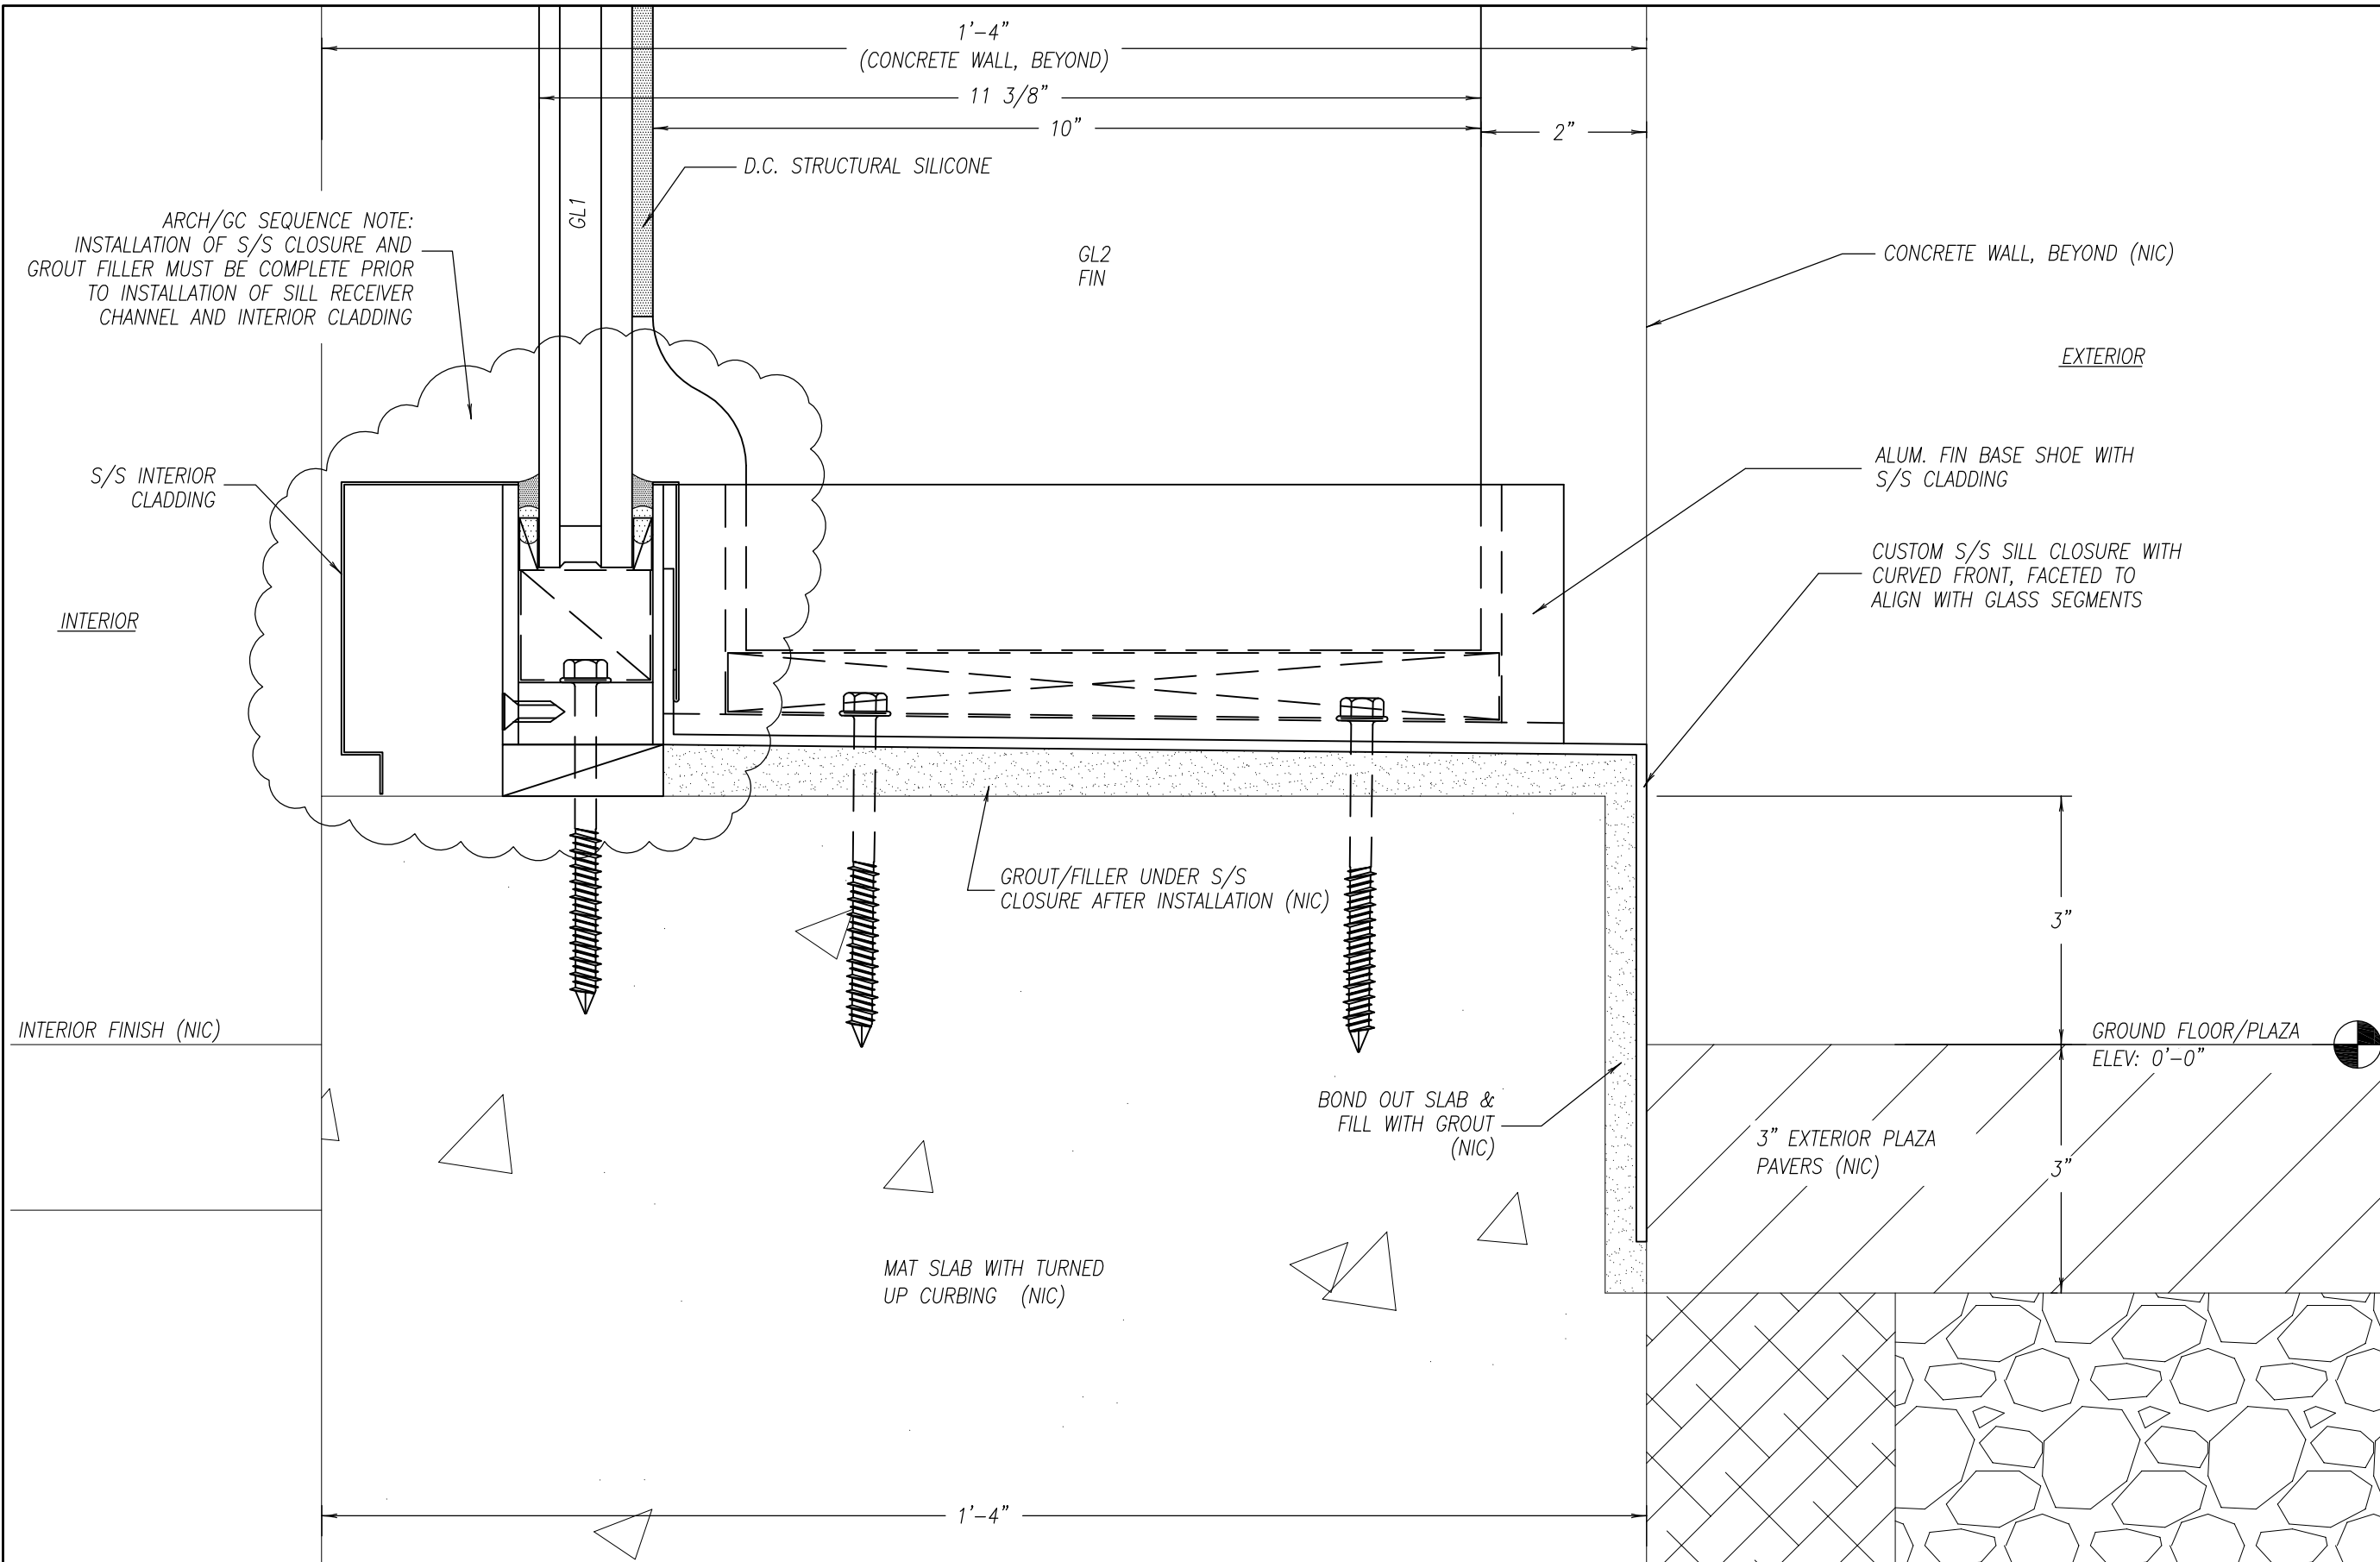 1'-4"
(CONCRETE WALL, BEYOND)
11 3/8"
10"
2"
D.C. STRUCTURAL SILICONE
GL1
ARCH/GC SEQUENCE NOTE:
INSTALLATION OF S/S CLOSURE AND
GROUT FILLER MUST BE COMPLETE PRIOR
TO INSTALLATION OF SILL RECEIVER
CHANNEL AND INTERIOR CLADDING
GL2
FIN
CONCRETE WALL, BEYOND (NIC)
EXTERIOR
S/S INTERIOR
CLADDING
ALUM. FIN BASE SHOE WITH
S/S CLADDING
CUSTOM S/S SILL CLOSURE WITH
CURVED FRONT, FACETED TO
ALIGN WITH GLASS SEGMENTS
INTERIOR
GROUT/FILLER UNDER S/S
CLOSURE AFTER INSTALLATION (NIC)
3"
INTERIOR FINISH (NIC)
GROUND FLOOR/PLAZA
ELEV: 0'-0"
BOND OUT SLAB &
FILL WITH GROUT
(NIC)
3" EXTERIOR PLAZA
PAVERS (NIC)
3"
MAT SLAB WITH TURNED
UP CURBING (NIC)
1'-4"